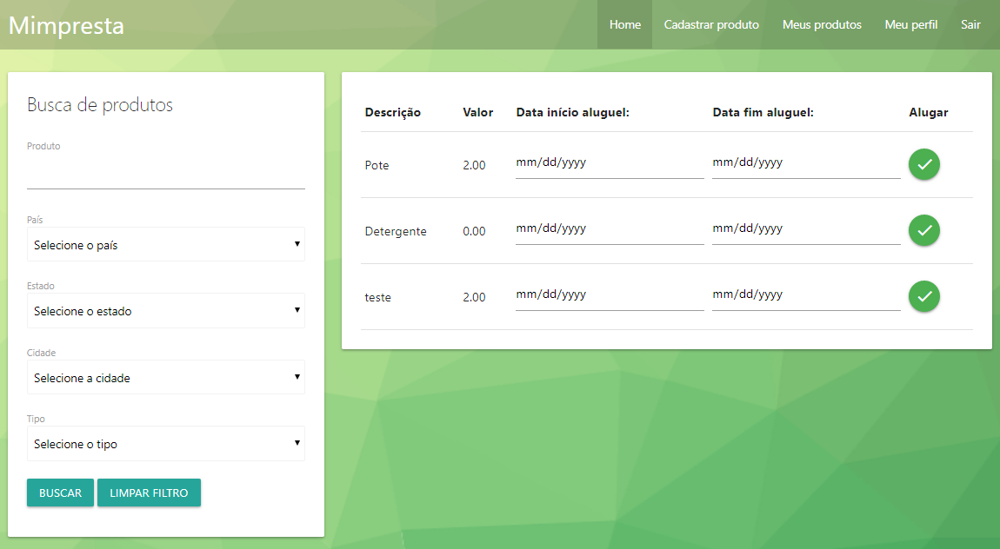 Mimpresta
Home Cadastrar produto Meus produtos Meu perfil Sair
Busca de produtos
Produto
País
Selecione o país
Estado
Selecione o estado
Cidade
Selecione a cidade
Tipo
Selecione o tipo
BUSCAR LIMPAR FILTRO
Descrição Valor Data início aluguel: Data fim aluguel: Alugar
Pote 2.00 mm/dd/yyyy mm/dd/yyyy
Detergente 0.00 mm/dd/yyyy mm/dd/yyyy
teste 2.00 mm/dd/yyyy mm/dd/yyyy